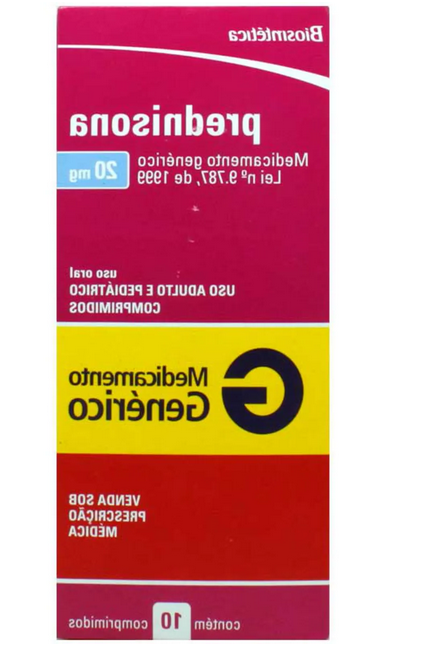 Biosintética
prednisona
Medicamento genérico
Lei nº 9.787, de 1999
20 mg
uso oral
USO ADULTO E PEDIÁTRICO
COMPRIMIDOS
G
Medicamento
Genérico
VENDA SOB
PRESCRIÇÃO
MÉDICA
contém 10 comprimidos